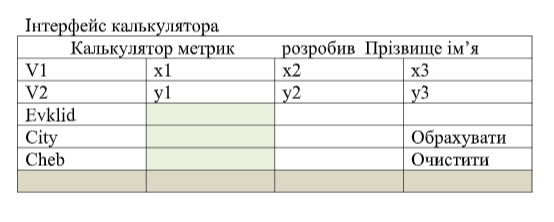 Інтерфейс калькулятора
Калькулятор метрик розробив Прізвище ім’я
V1 x1 x2 x3
V2 y1 y2 y3
Evklid
City Обрахувати
Cheb Очистити